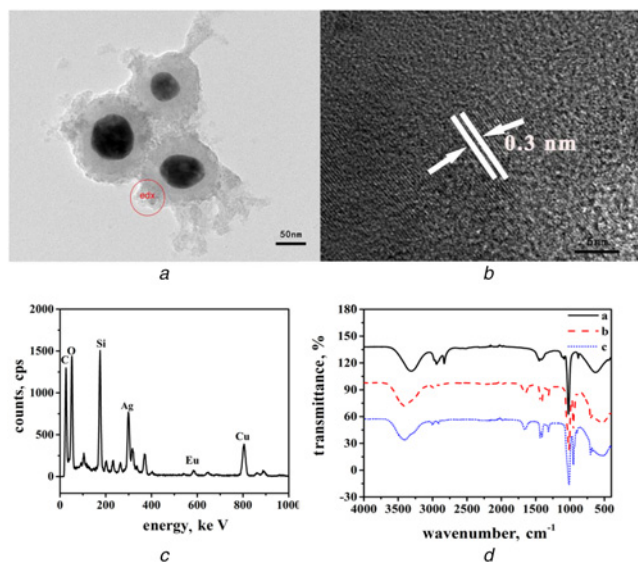 edx
50nm
0.3 nm
5nm
a
b
2000
1500
1000
500
0
counts, cps
C
O
Si
Ag
Eu
Cu
0 200 400 600 800 1000
energy, ke V
c
180
150
120
90
60
30
0
-30
transmittance, %
a
b
c
4000 3500 3000 2500 2000 1500 1000 500
wavenumber, cm⁻¹
d